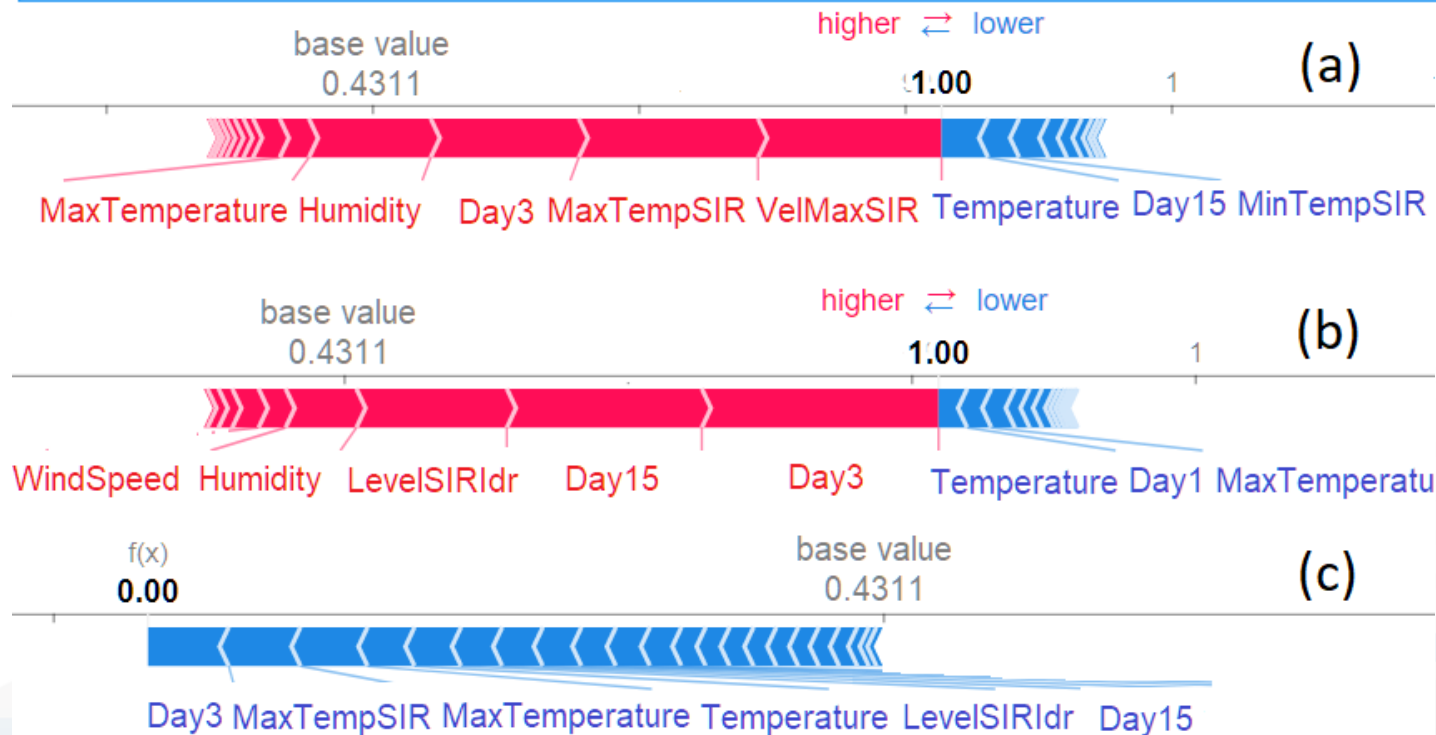 higher ⇄ lower
base value
0.4311
1.00
1
(a)
MaxTemperature Humidity Day3 MaxTempSIR VelMaxSIR Temperature Day15 MinTempSIR
higher ⇄ lower
base value
0.4311
1.00
1
(b)
WindSpeed Humidity LevelSIRIdr Day15 Day3 Temperature Day1 MaxTemperatu
f(x)
0.00
base value
0.4311
(c)
Day3 MaxTempSIR MaxTemperature Temperature LevelSIRIdr Day15